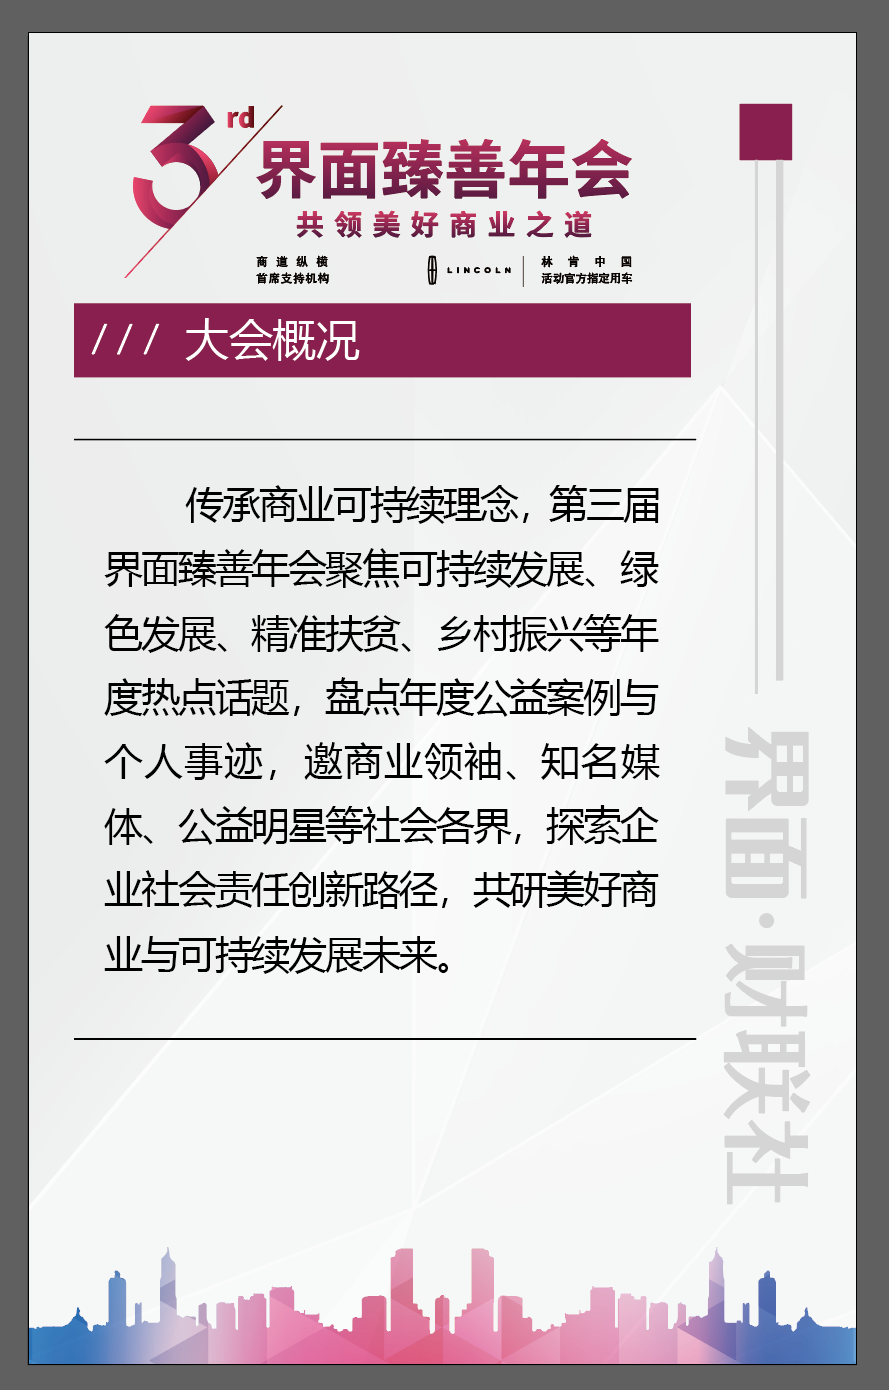 3rd
界面臻善年会
共领美好商业之道
商道纵横
首席支持机构
LINCOLN
林肯中国
活动官方指定用车
/// 大会概况
传承商业可持续理念，第三届
界面臻善年会聚焦可持续发展、绿
色发展、精准扶贫、乡村振兴等年
度热点话题，盘点年度公益案例与
个人事迹，邀商业领袖、知名媒
体、公益明星等社会各界，探索企
业社会责任创新路径，共研美好商
业与可持续发展未来。
界面·财联社